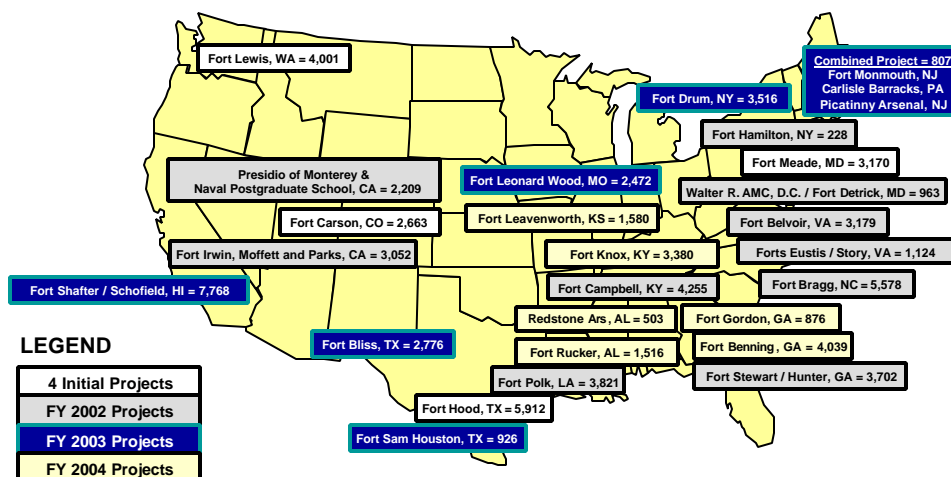 Fort Lewis, WA = 4,001
Combined Project = 807
Fort Monmouth, NJ
Carlisle Barracks, PA
Picatinny Arsenal, NJ
Fort Drum, NY = 3,516
Fort Hamilton, NY = 228
Fort Meade, MD = 3,170
Presidio of Monterey &
Naval Postgraduate School, CA = 2,209
Fort Leonard Wood, MO = 2,472
Walter R. AMC, D.C. / Fort Detrick, MD = 963
Fort Carson, CO = 2,663
Fort Leavenworth, KS = 1,580
Fort Belvoir, VA = 3,179
Fort Irwin, Moffett and Parks, CA = 3,052
Fort Knox, KY = 3,380
Forts Eustis / Story, VA = 1,124
Fort Shafter / Schofield, HI = 7,768
Fort Campbell, KY = 4,255
Fort Bragg, NC = 5,578
Redstone Ars, AL = 503
Fort Gordon, GA = 876
Fort Bliss, TX = 2,776
Fort Rucker, AL = 1,516
Fort Benning, GA = 4,039
Fort Polk, LA = 3,821
Fort Stewart / Hunter, GA = 3,702
Fort Hood, TX = 5,912
Fort Sam Houston, TX = 926
LEGEND
4 Initial Projects
FY 2002 Projects
FY 2003 Projects
FY 2004 Projects